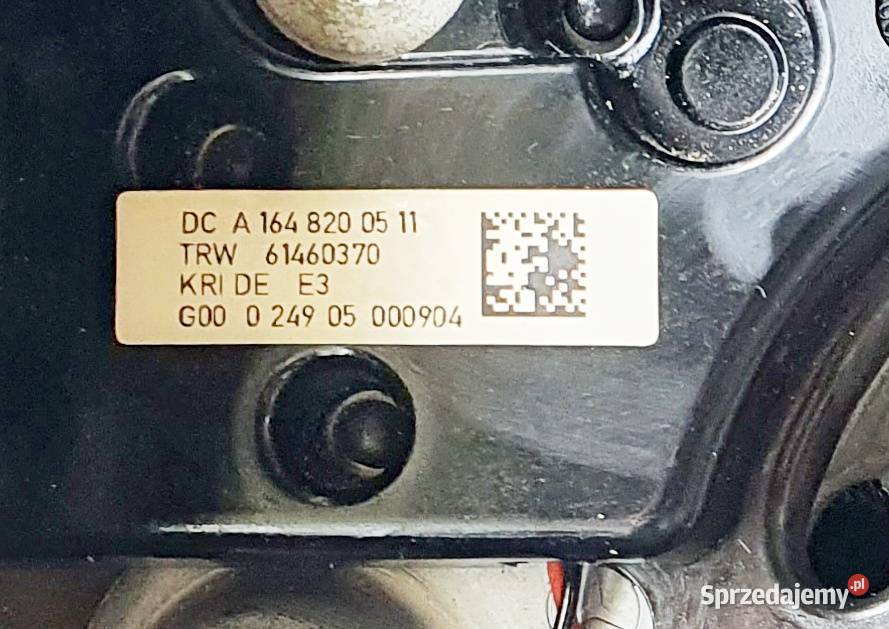 DC A 164 820 05 11
TRW 61460370
KRI DE E3
G00 0 249 05 000904
Sprzedajemy.pl